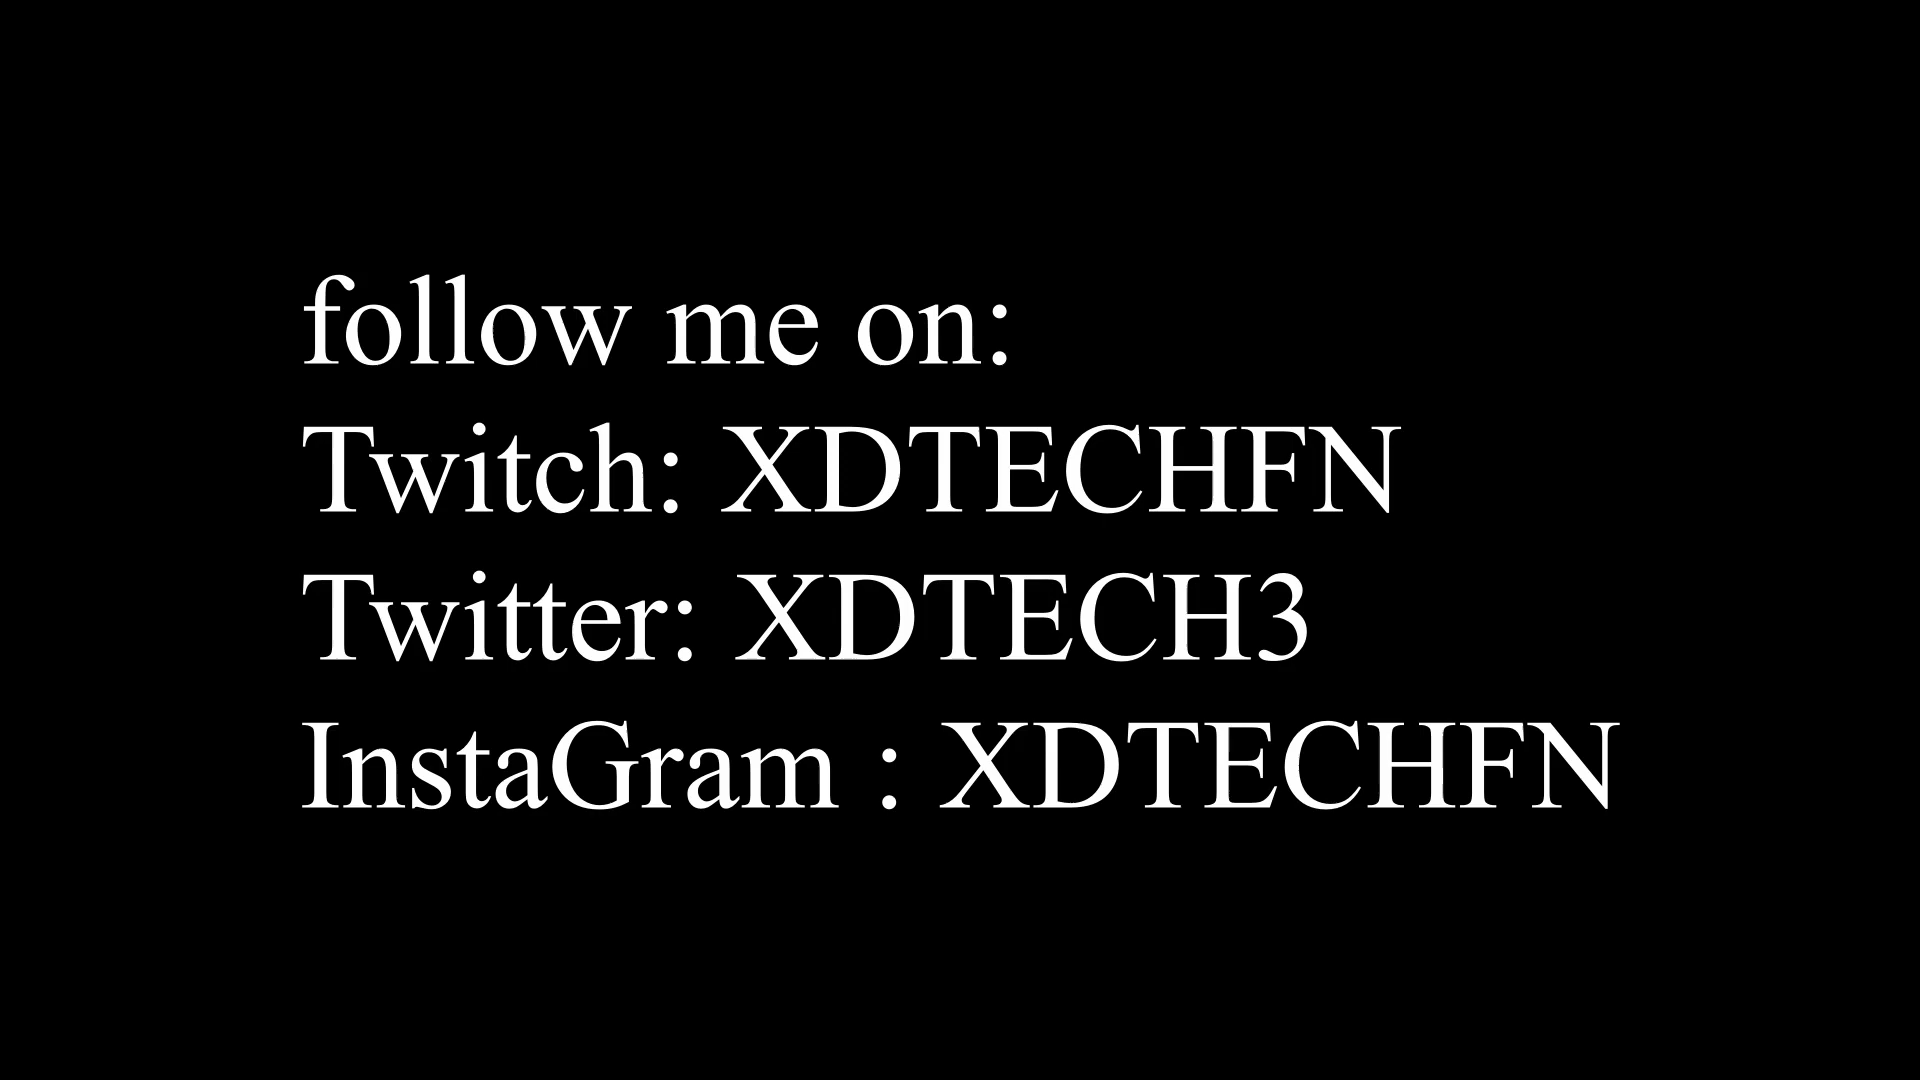 follow me on:
Twitch: XDTECHFN
Twitter: XDTECH3
InstaGram : XDTECHFN